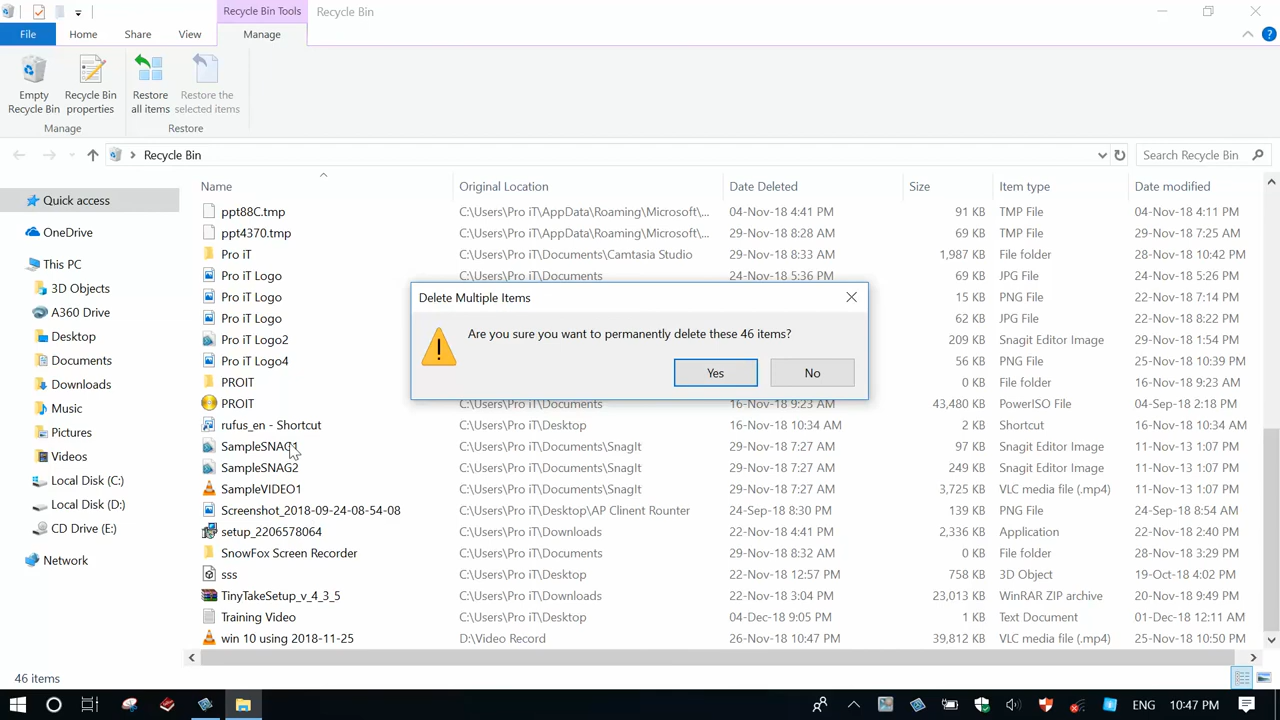 Recycle Bin Tools Recycle Bin
File Home Share View Manage
Empty Recycle Bin Recycle Bin properties Restore all items Restore the selected items
Manage Restore
Recycle Bin Search Recycle Bin
Name Original Location Date Deleted Size Item type Date modified
Quick access
OneDrive
This PC
3D Objects
A360 Drive
Desktop
Documents
Downloads
Music
Pictures
Videos
Local Disk (C:)
Local Disk (D:)
CD Drive (E:)
Network
ppt88C.tmp C:\Users\Pro iT\AppData\Roaming\Microsoft\... 04-Nov-18 4:41 PM 91 KB TMP File 04-Nov-18 4:11 PM
ppt4370.tmp C:\Users\Pro iT\AppData\Roaming\Microsoft\... 29-Nov-18 8:28 AM 69 KB TMP File 29-Nov-18 7:25 AM
Pro iT C:\Users\Pro iT\Documents\Camtasia Studio 29-Nov-18 8:33 AM 1,987 KB File folder 28-Nov-18 10:42 PM
Pro iT Logo C:\Users\Pro iT\Documents 24-Nov-18 5:36 PM 69 KB JPG File 24-Nov-18 5:26 PM
Pro iT Logo 15 KB PNG File 22-Nov-18 7:14 PM
Pro iT Logo 62 KB JPG File 22-Nov-18 8:22 PM
Pro iT Logo2 209 KB Snagit Editor Image 29-Nov-18 1:54 PM
Pro iT Logo4 56 KB PNG File 25-Nov-18 10:39 PM
PROIT 0 KB File folder 16-Nov-18 9:23 AM
PROIT C:\Users\Pro iT\Documents 16-Nov-18 9:23 AM 43,480 KB PowerISO File 04-Sep-18 2:18 PM
rufus_en - Shortcut C:\Users\Pro iT\Desktop 16-Nov-18 10:34 AM 2 KB Shortcut 16-Nov-18 9:07 AM
SampleSNAG1 C:\Users\Pro iT\Documents\SnagIt 29-Nov-18 7:27 AM 97 KB Snagit Editor Image 11-Nov-13 1:07 PM
SampleSNAG2 C:\Users\Pro iT\Documents\SnagIt 29-Nov-18 7:27 AM 249 KB Snagit Editor Image 11-Nov-13 1:07 PM
SampleVIDEO1 C:\Users\Pro iT\Documents\SnagIt 29-Nov-18 7:27 AM 3,725 KB VLC media file (.mp4) 11-Nov-13 1:07 PM
Screenshot_2018-09-24-08-54-08 C:\Users\Pro iT\Desktop\AP Clinent Rounter 24-Sep-18 8:30 PM 139 KB PNG File 24-Sep-18 8:54 AM
setup_2206578064 C:\Users\Pro iT\Downloads 22-Nov-18 4:41 PM 2,336 KB Application 22-Nov-18 2:40 PM
SnowFox Screen Recorder C:\Users\Pro iT\Documents 29-Nov-18 8:32 AM 0 KB File folder 28-Nov-18 3:29 PM
sss C:\Users\Pro iT\Desktop 22-Nov-18 12:57 PM 758 KB 3D Object 19-Oct-18 4:02 PM
TinyTakeSetup_v_4_3_5 C:\Users\Pro iT\Downloads 22-Nov-18 3:04 PM 23,013 KB WinRAR ZIP archive 20-Nov-18 9:49 PM
Training Video C:\Users\Pro iT\Desktop 04-Dec-18 9:05 PM 1 KB Text Document 01-Dec-18 12:11 AM
win 10 using 2018-11-25 D:\Video Record 26-Nov-18 10:47 PM 39,812 KB VLC media file (.mp4) 25-Nov-18 10:50 PM
Delete Multiple Items
Are you sure you want to permanently delete these 46 items?
Yes No
46 items
ENG 10:47 PM